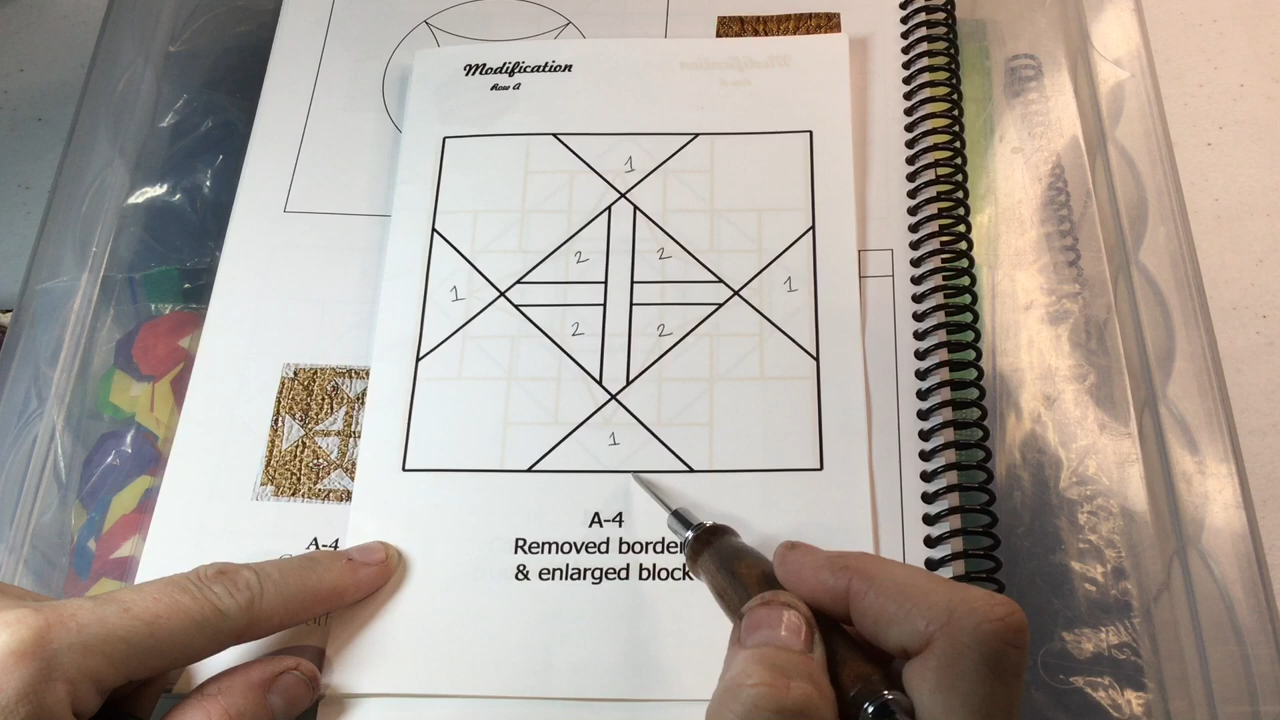 Modification
Row A
1
2
2
1
1
2
2
1
A-4
Removed border
& enlarged block
A-4